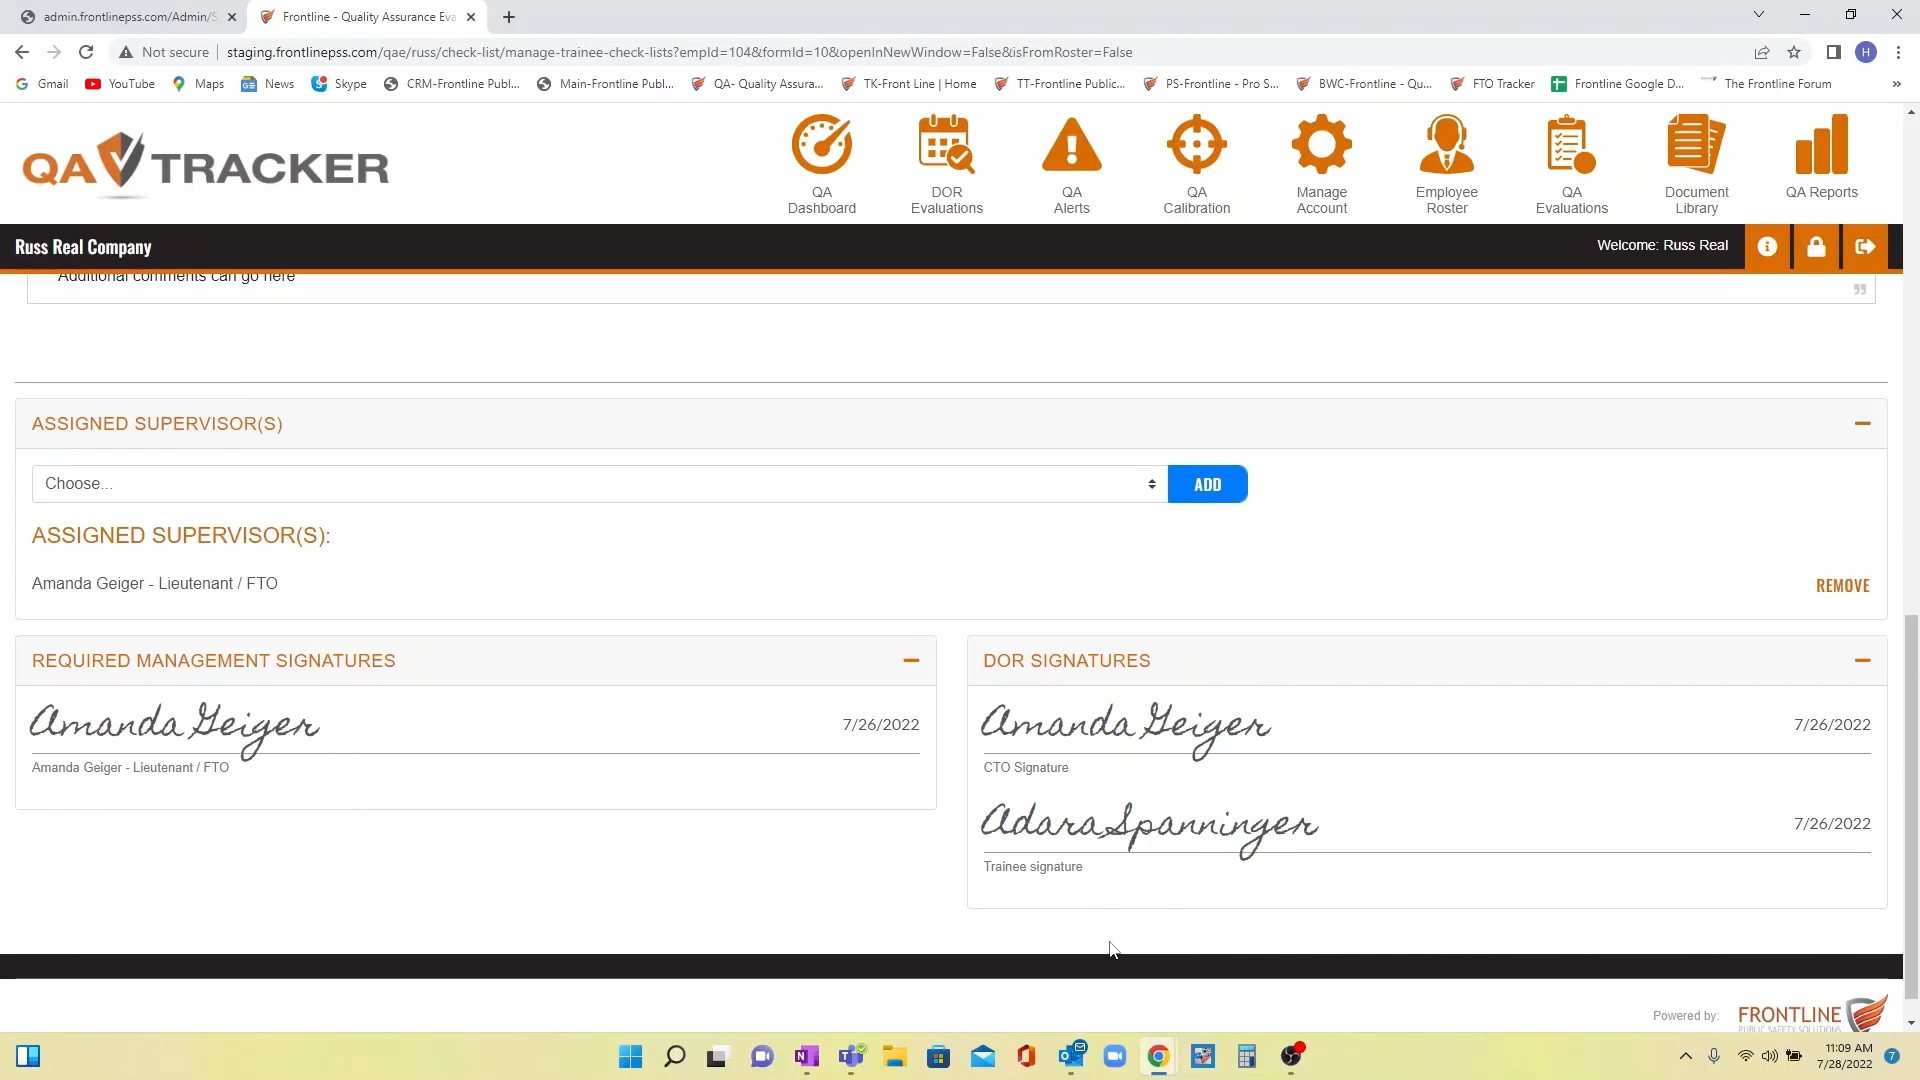 admin.frontlinepss.com/Admin/S
Frontline - Quality Assurance Eva
Not secure
staging.frontlinepss.com/qae/russ/check-list/manage-trainee-check-lists?empId=104&formId=10&openInNewWindow=False&isFromRoster=False
H
Gmail
YouTube
Maps
News
Skype
CRM-Frontline Publ...
Main-Frontline Publ...
QA- Quality Assura...
TK-Front Line | Home
TT-Frontline Public...
PS-Frontline - Pro S...
BWC-Frontline - Qu...
FTO Tracker
Frontline Google D...
The Frontline Forum
»
QA TRACKER
QA Dashboard
DOR Evaluations
QA Alerts
QA Calibration
Manage Account
Employee Roster
QA Evaluations
Document Library
QA Reports
Russ Real Company
Welcome: Russ Real
Additional comments can go here
ASSIGNED SUPERVISOR(S)
Choose...
ADD
ASSIGNED SUPERVISOR(S):
Amanda Geiger - Lieutenant / FTO
REMOVE
REQUIRED MANAGEMENT SIGNATURES
Amanda Geiger
7/26/2022
Amanda Geiger - Lieutenant / FTO
DOR SIGNATURES
Amanda Geiger
7/26/2022
CTO Signature
Adara Spanninger
7/26/2022
Trainee signature
Powered by:
FRONTLINE
PUBLIC SAFETY SOLUTIONS
11:09 AM
7/28/2022
7